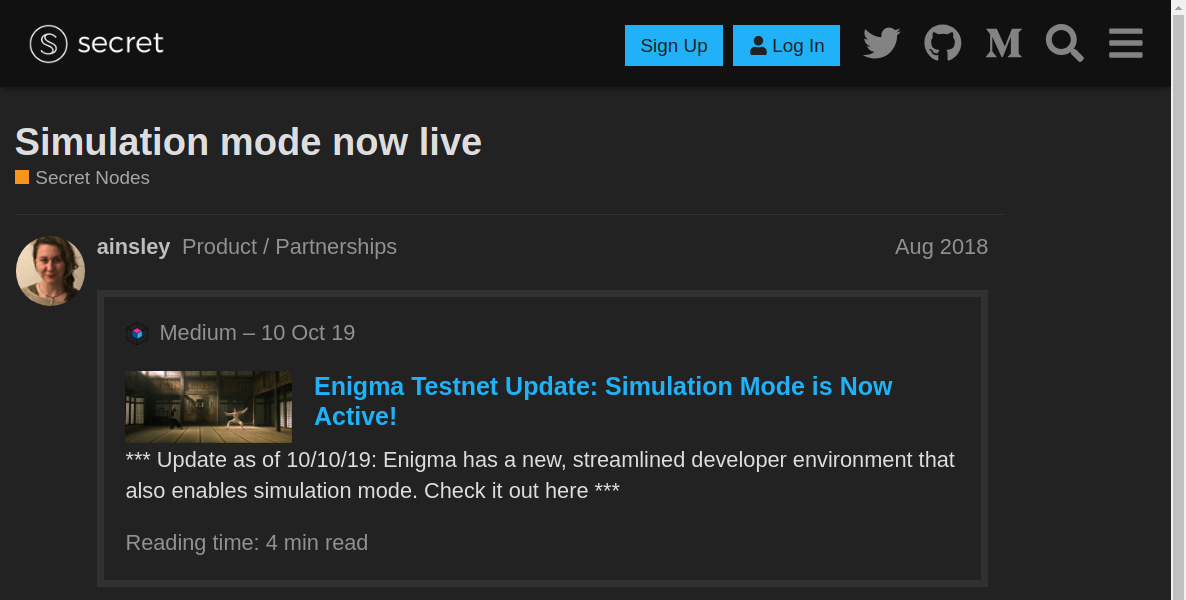 secret
Sign Up
Log In
Simulation mode now live
Secret Nodes
ainsley Product / Partnerships
Aug 2018
Medium – 10 Oct 19
Enigma Testnet Update: Simulation Mode is Now
Active!
*** Update as of 10/10/19: Enigma has a new, streamlined developer environment that
also enables simulation mode. Check it out here ***
Reading time: 4 min read